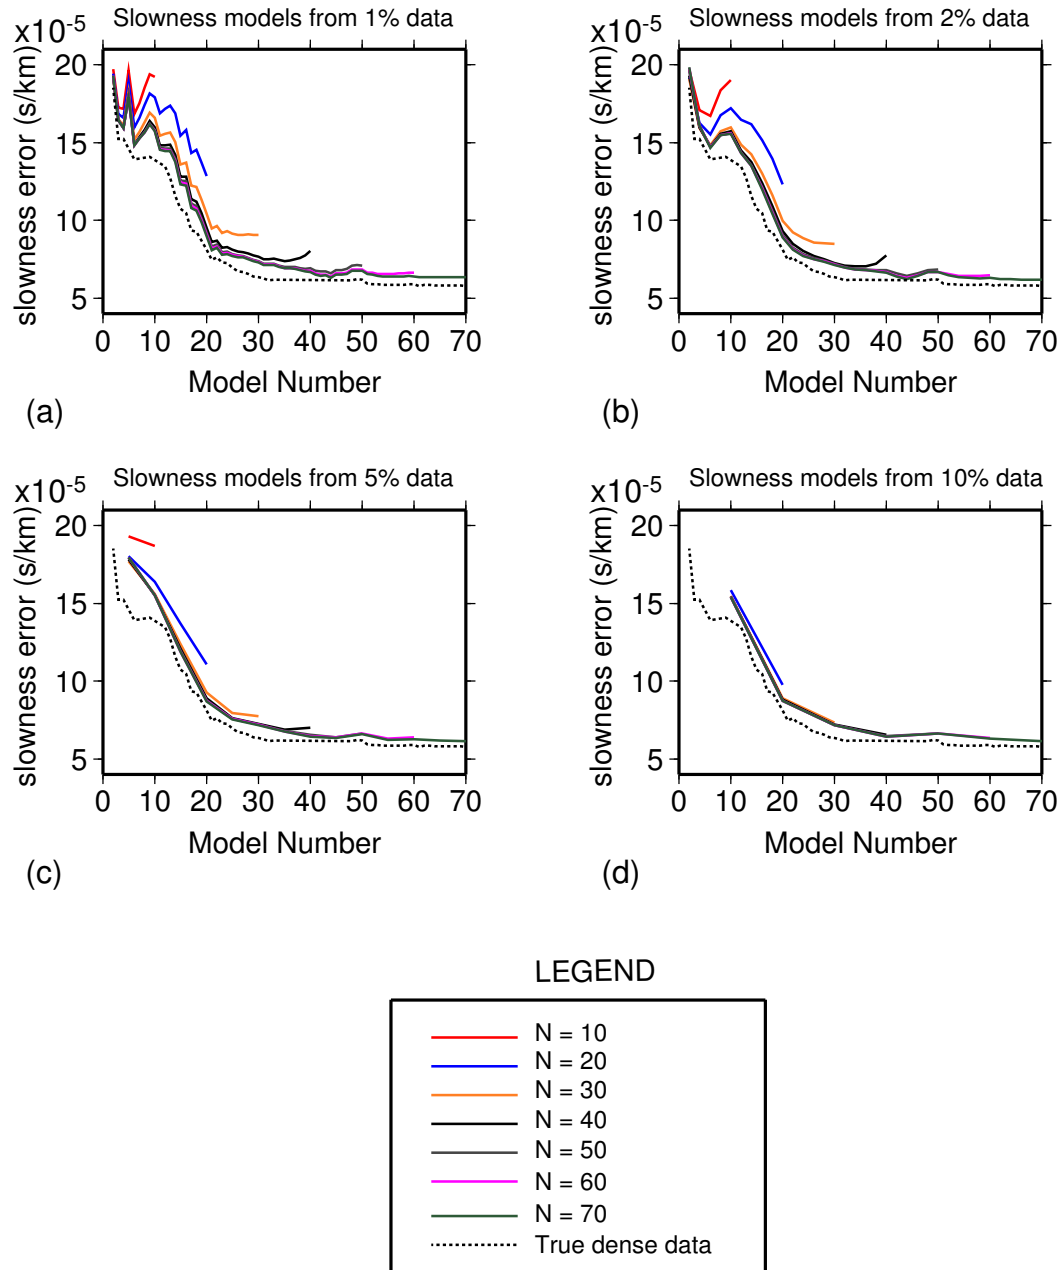 Slowness models from 1% data
x10-5
slowness error (s/km)
20
15
10
5
0 10 20 30 40 50 60 70
Model Number
(a)
Slowness models from 2% data
x10-5
slowness error (s/km)
20
15
10
5
0 10 20 30 40 50 60 70
Model Number
(b)
Slowness models from 5% data
x10-5
slowness error (s/km)
20
15
10
5
0 10 20 30 40 50 60 70
Model Number
(c)
Slowness models from 10% data
x10-5
slowness error (s/km)
20
15
10
5
0 10 20 30 40 50 60 70
Model Number
(d)
LEGEND
N = 10
N = 20
N = 30
N = 40
N = 50
N = 60
N = 70
True dense data